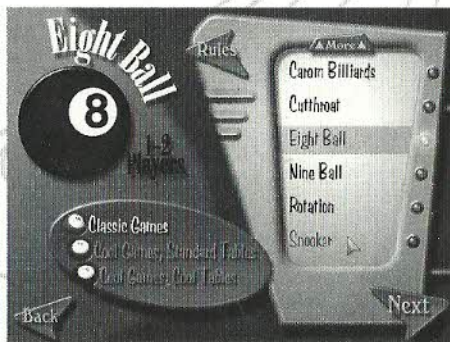 Eight Ball
8
1-2
Players
Rules
More
Carom Billiards
Cutthroat
Eight Ball
Nine Ball
Rotation
Snooker
Classic Games
Cool Games, Standard Tables
Cool Games, Cool Tables
Back
Next